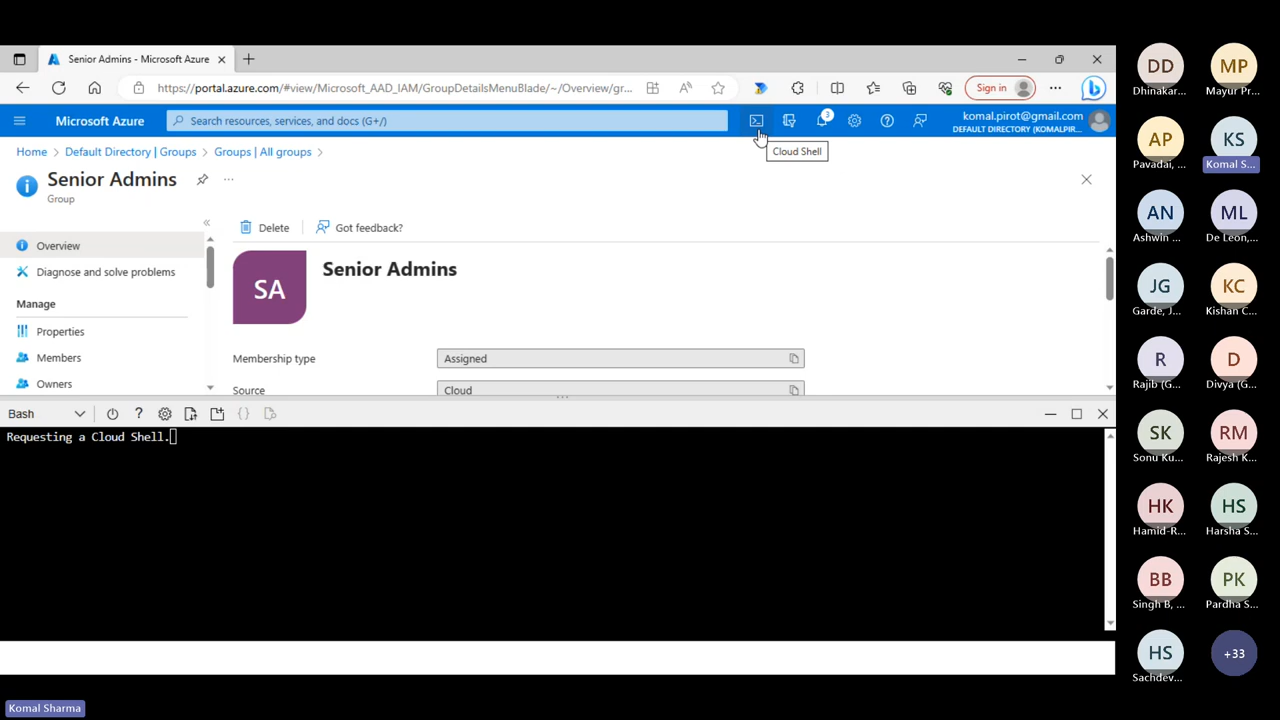 Senior Admins - Microsoft Azure
https://portal.azure.com/#view/Microsoft_AAD_IAM/GroupDetailsMenuBlade/~/Overview/gr...
Sign in
Microsoft Azure
Search resources, services, and docs (G+/)
3
komal.pirot@gmail.com
DEFAULT DIRECTORY (KOMALPIR...
Cloud Shell
Home > Default Directory | Groups > Groups | All groups >
Senior Admins
Group
Delete
Got feedback?
Overview
Diagnose and solve problems
Manage
Properties
Members
Owners
SA
Senior Admins
Membership type
Assigned
Source
Cloud
Bash
Requesting a Cloud Shell.
DD
Dhinakar...
MP
Mayur Pr...
AP
Pavadai, ...
KS
Komal S...
AN
Ashwin ...
ML
De Leon,...
JG
Garde, J...
KC
Kishan C...
R
Rajib (G...
D
Divya (G...
SK
Sonu Ku...
RM
Rajesh K...
HK
Hamid-R...
HS
Harsha S...
BB
Singh B, ...
PK
Pardha S...
HS
Sachdev...
+33
Komal Sharma